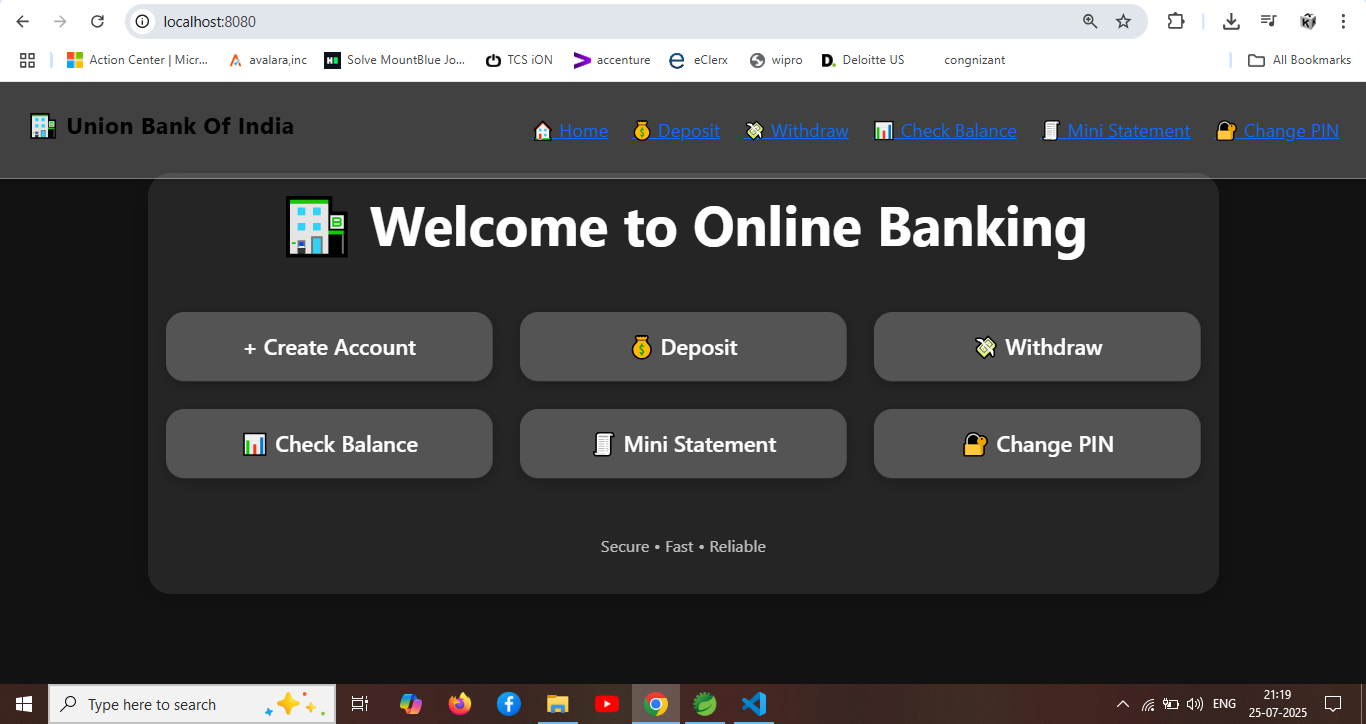 localhost:8080
Action Center | Micr... avalara,inc Solve MountBlue Jo... TCS iON accenture eClerx wipro Deloitte US congnizant All Bookmarks
Union Bank Of India Home Deposit Withdraw Check Balance Mini Statement Change PIN
Welcome to Online Banking
+ Create Account Deposit Withdraw
Check Balance Mini Statement Change PIN
Secure • Fast • Reliable
Type here to search ENG 21:19
25-07-2025